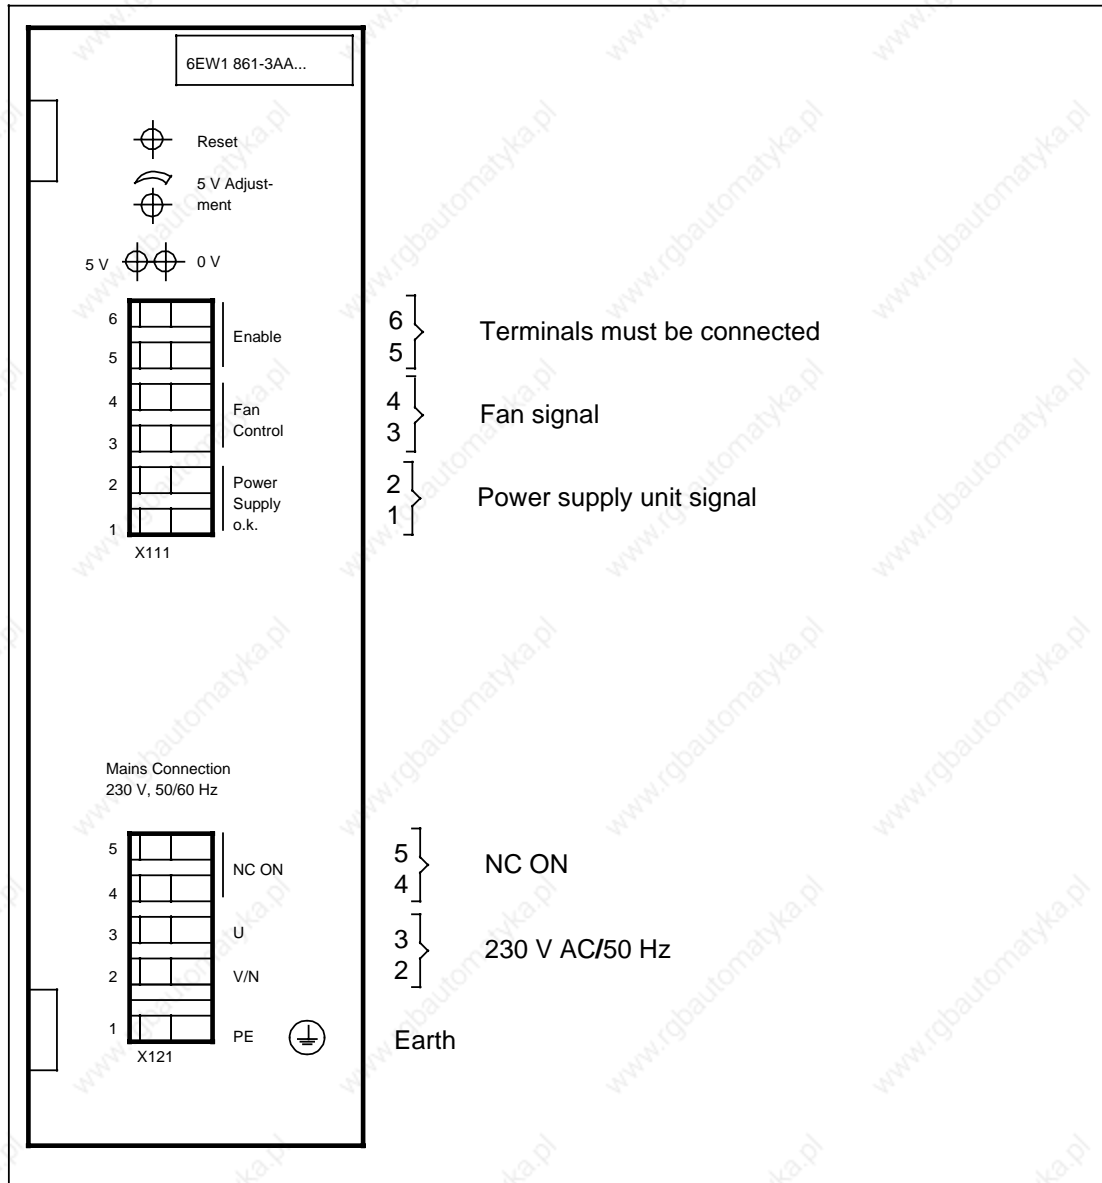 6EW1 861-3AA...
Reset
5 V Adjust-
ment
5 V
0 V
6
5
Enable
4
3
Fan
Control
2
1
Power
Supply
o.k.
X111
6
5
Terminals must be connected
4
3
Fan signal
2
1
Power supply unit signal
Mains Connection
230 V, 50/60 Hz
5
4
NC ON
3
U
2
V/N
1
PE
X121
5
4
NC ON
3
2
230 V AC/50 Hz
Earth
www.rgbautomatyka.pl